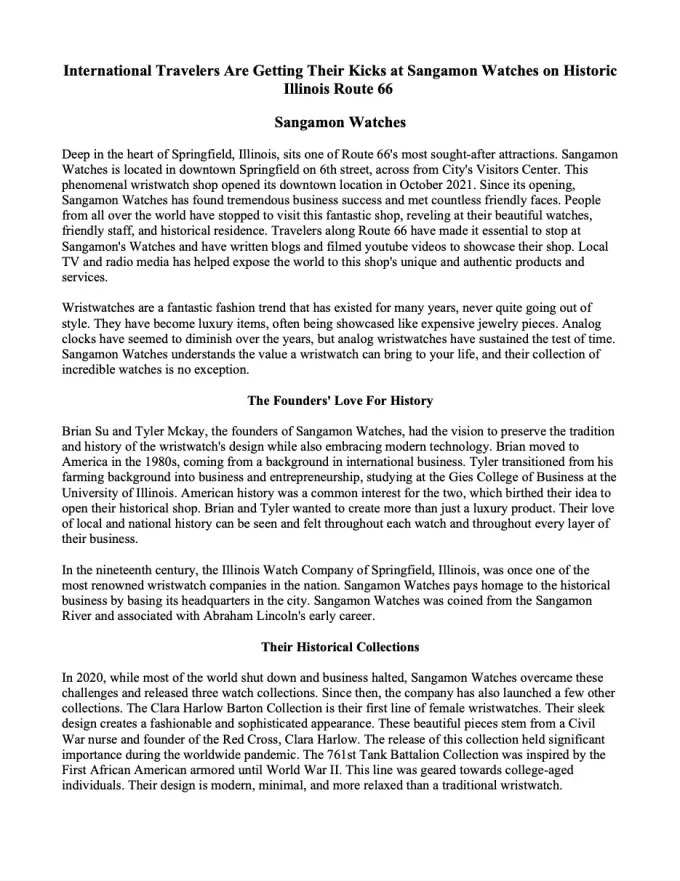 International Travelers Are Getting Their Kicks at Sangamon Watches on Historic
Illinois Route 66
Sangamon Watches
Deep in the heart of Springfield, Illinois, sits one of Route 66's most sought-after attractions. Sangamon
Watches is located in downtown Springfield on 6th street, across from City's Visitors Center. This
phenomenal wristwatch shop opened its downtown location in October 2021. Since its opening,
Sangamon Watches has found tremendous business success and met countless friendly faces. People
from all over the world have stopped to visit this fantastic shop, reveling at their beautiful watches,
friendly staff, and historical residence. Travelers along Route 66 have made it essential to stop at
Sangamon's Watches and have written blogs and filmed youtube videos to showcase their shop. Local
TV and radio media has helped expose the world to this shop's unique and authentic products and
services.
Wristwatches are a fantastic fashion trend that has existed for many years, never quite going out of
style. They have become luxury items, often being showcased like expensive jewelry pieces. Analog
clocks have seemed to diminish over the years, but analog wristwatches have sustained the test of time.
Sangamon Watches understands the value a wristwatch can bring to your life, and their collection of
incredible watches is no exception.
The Founders' Love For History
Brian Su and Tyler Mckay, the founders of Sangamon Watches, had the vision to preserve the tradition
and history of the wristwatch's design while also embracing modern technology. Brian moved to
America in the 1980s, coming from a background in international business. Tyler transitioned from his
farming background into business and entrepreneurship, studying at the Gies College of Business at the
University of Illinois. American history was a common interest for the two, which birthed their idea to
open their historical shop. Brian and Tyler wanted to create more than just a luxury product. Their love
of local and national history can be seen and felt throughout each watch and throughout every layer of
their business.
In the nineteenth century, the Illinois Watch Company of Springfield, Illinois, was once one of the
most renowned wristwatch companies in the nation. Sangamon Watches pays homage to the historical
business by basing its headquarters in the city. Sangamon Watches was coined from the Sangamon
River and associated with Abraham Lincoln's early career.
Their Historical Collections
In 2020, while most of the world shut down and business halted, Sangamon Watches overcame these
challenges and released three watch collections. Since then, the company has also launched a few other
collections. The Clara Harlow Barton Collection is their first line of female wristwatches. Their sleek
design creates a fashionable and sophisticated appearance. These beautiful pieces stem from a Civil
War nurse and founder of the Red Cross, Clara Harlow. The release of this collection held significant
importance during the worldwide pandemic. The 761st Tank Battalion Collection was inspired by the
First African American armored until World War II. This line was geared towards college-aged
individuals. Their design is modern, minimal, and more relaxed than a traditional wristwatch.